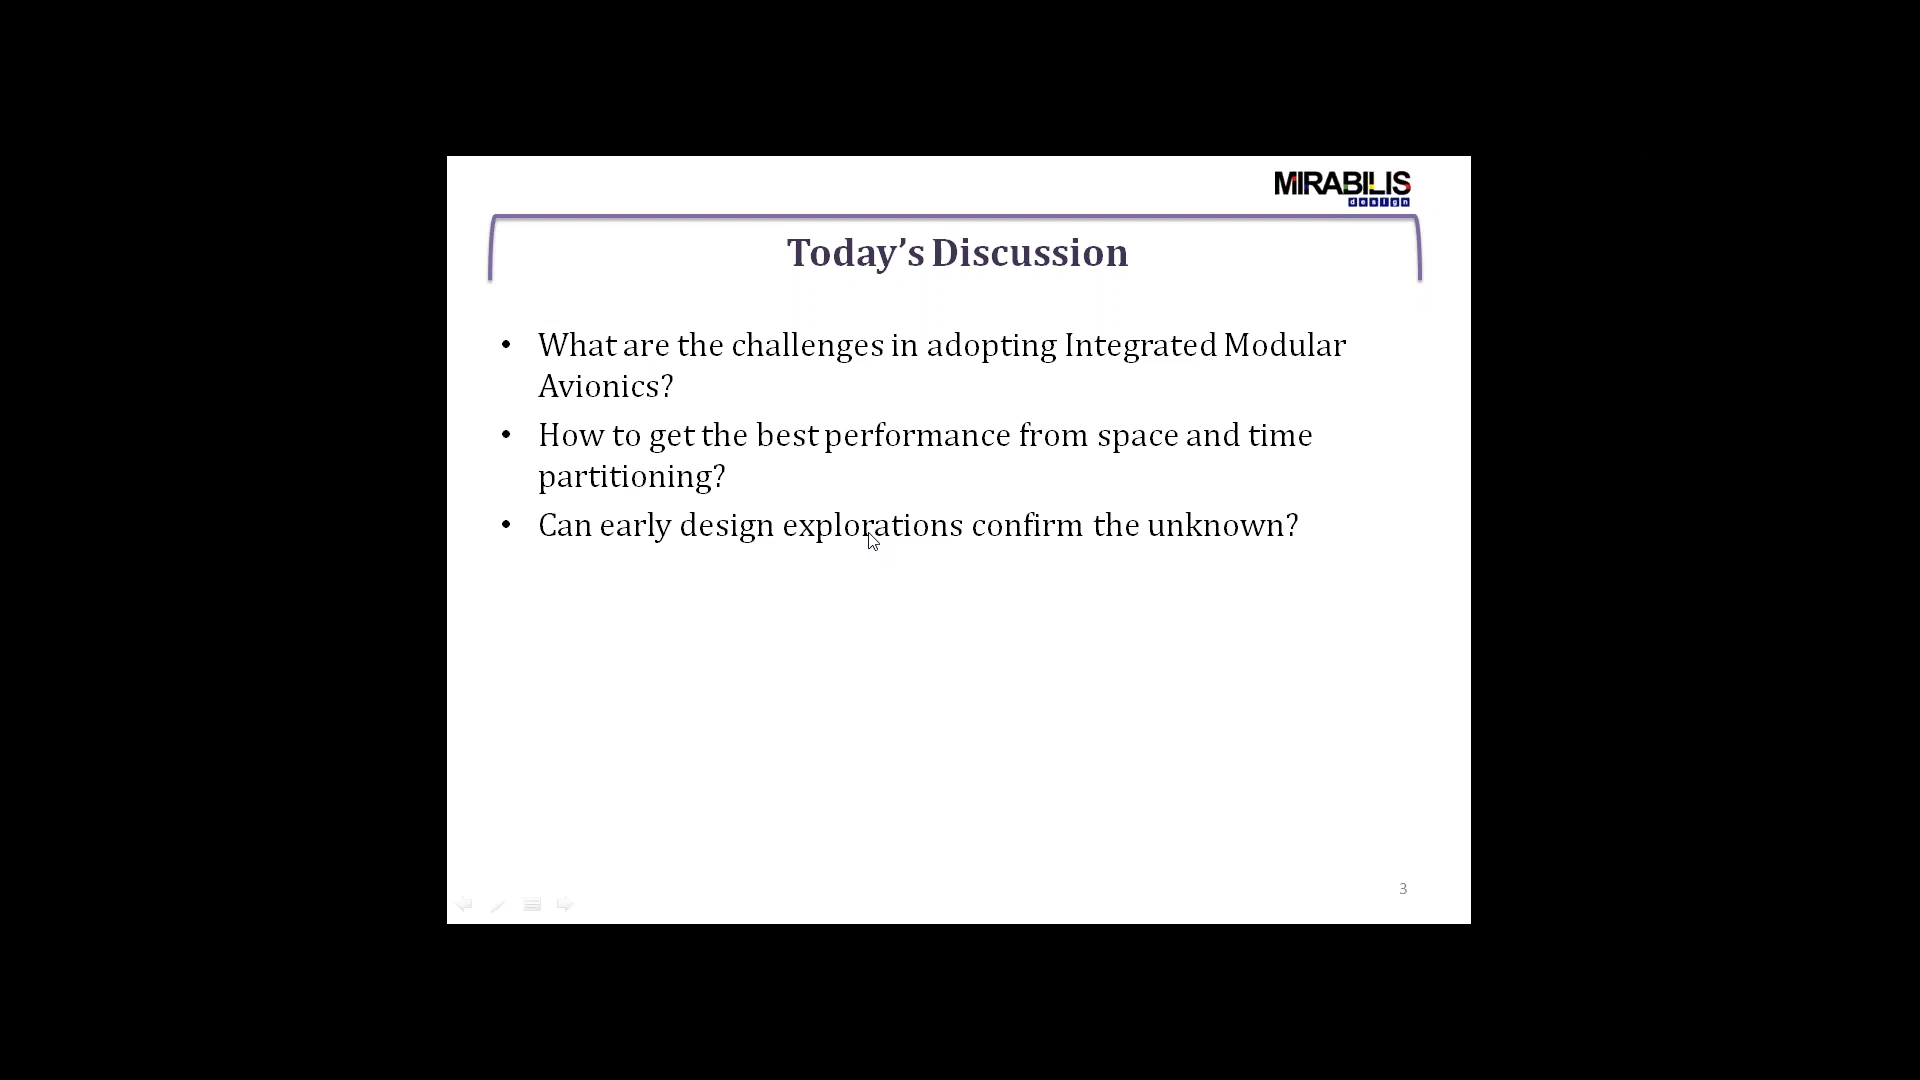 MIRABILIS
design
Today’s Discussion
• What are the challenges in adopting Integrated Modular
Avionics?
• How to get the best performance from space and time
partitioning?
• Can early design explorations confirm the unknown?
3